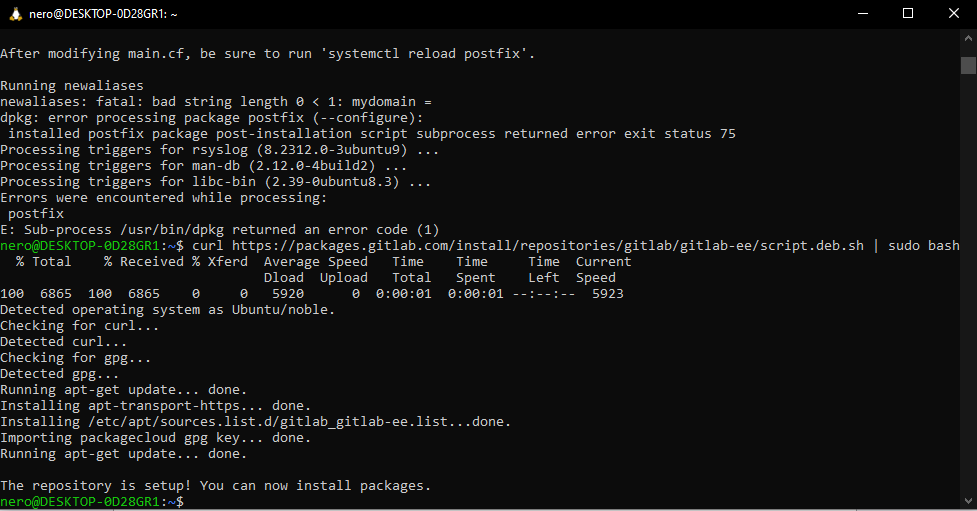 nero@DESKTOP-0D28GR1: ~
After modifying main.cf, be sure to run 'systemctl reload postfix'.
Running newaliases
newaliases: fatal: bad string length 0 < 1: mydomain =
dpkg: error processing package postfix (--configure):
 installed postfix package post-installation script subprocess returned error exit status 75
Processing triggers for rsyslog (8.2312.0-3ubuntu9) ...
Processing triggers for man-db (2.12.0-4build2) ...
Processing triggers for libc-bin (2.39-0ubuntu8.3) ...
Errors were encountered while processing:
 postfix
E: Sub-process /usr/bin/dpkg returned an error code (1)
nero@DESKTOP-0D28GR1:~$ curl https://packages.gitlab.com/install/repositories/gitlab/gitlab-ee/script.deb.sh | sudo bash
  % Total    % Received % Xferd  Average Speed   Time    Time     Time  Current
                                 Dload  Upload   Total   Spent    Left  Speed
100  6865  100  6865    0     0   5920      0  0:00:01  0:00:01 --:--:--  5923
Detected operating system as Ubuntu/noble.
Checking for curl...
Detected curl...
Checking for gpg...
Detected gpg...
Running apt-get update... done.
Installing apt-transport-https... done.
Installing /etc/apt/sources.list.d/gitlab_gitlab-ee.list...done.
Importing packagecloud gpg key... done.
Running apt-get update... done.
The repository is setup! You can now install packages.
nero@DESKTOP-0D28GR1:~$